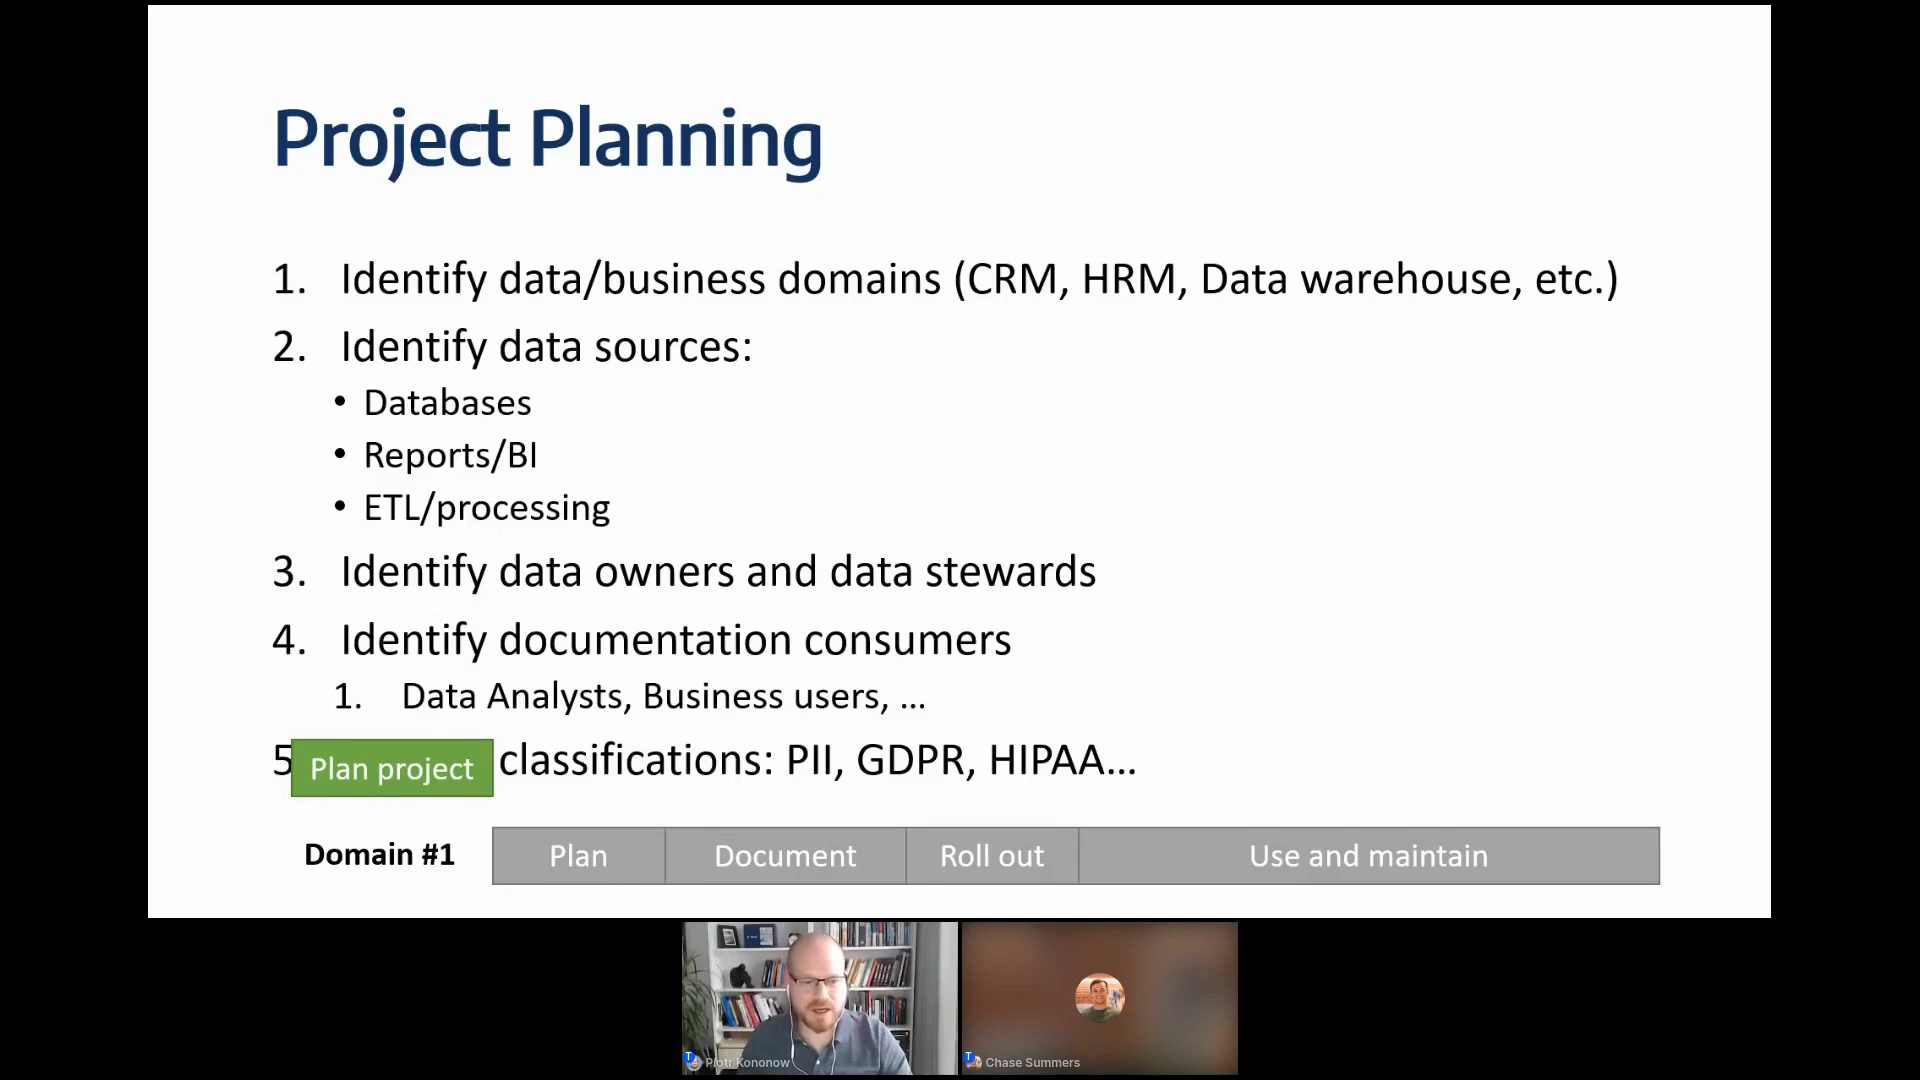 Project Planning
1. Identify data/business domains (CRM, HRM, Data warehouse, etc.)
2. Identify data sources:
• Databases
• Reports/BI
• ETL/processing
3. Identify data owners and data stewards
4. Identify documentation consumers
1. Data Analysts, Business users, ...
5 classifications: PII, GDPR, HIPAA...
Plan project
Domain #1 Plan Document Roll out Use and maintain
Piotr Kononow
Chase Summers